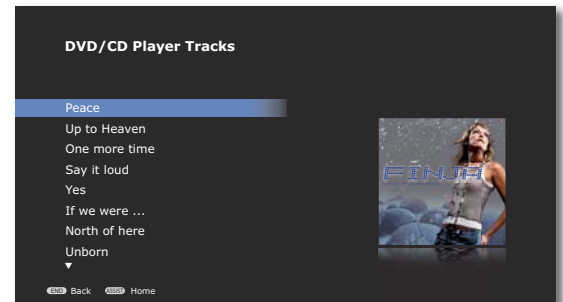 DVD/CD Player Tracks
Peace
Up to Heaven
One more time
Say it loud
Yes
If we were ...
North of here
Unborn
FINJA
END Back ASSIST Home